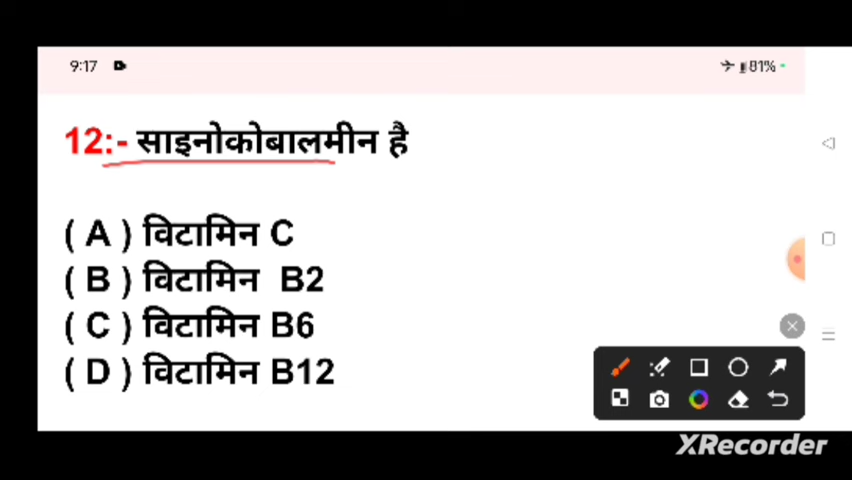 9:17 81%
12:- साइनोकोबालमीन है
( A ) विटामिन C
( B ) विटामिन B2
( C ) विटामिन B6
( D ) विटामिन B12
XRecorder